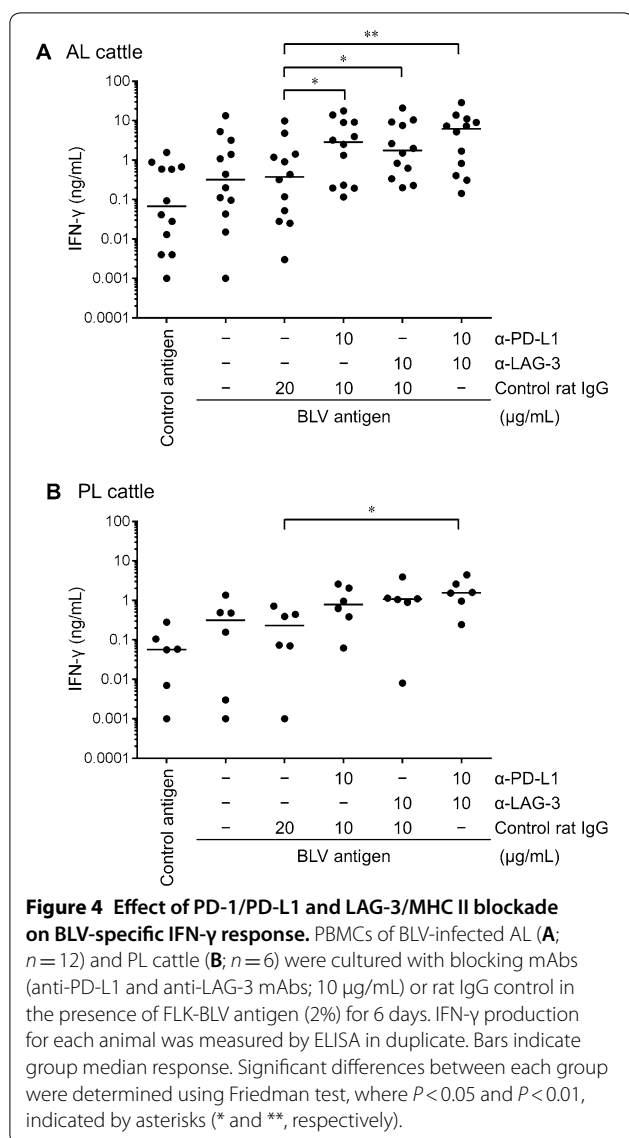 A AL cattle
**
*
*
100
10
1
0.1
0.01
0.001
0.0001
IFN-γ (ng/mL)
Control antigen
– – 10 – 10 α-PD-L1
– – – 10 10 α-LAG-3
– 20 10 10 – Control rat IgG
BLV antigen (μg/mL)
B PL cattle
*
100
10
1
0.1
0.01
0.001
0.0001
IFN-γ (ng/mL)
Control antigen
– – 10 – 10 α-PD-L1
– – – 10 10 α-LAG-3
– 20 10 10 – Control rat IgG
BLV antigen (μg/mL)
Figure 4 Effect of PD-1/PD-L1 and LAG-3/MHC II blockade
on BLV-specific IFN-γ response. PBMCs of BLV-infected AL (A;
n = 12) and PL cattle (B; n = 6) were cultured with blocking mAbs
(anti-PD-L1 and anti-LAG-3 mAbs; 10 μg/mL) or rat IgG control in
the presence of FLK-BLV antigen (2%) for 6 days. IFN-γ production
for each animal was measured by ELISA in duplicate. Bars indicate
group median response. Significant differences between each group
were determined using Friedman test, where P < 0.05 and P < 0.01,
indicated by asterisks (* and **, respectively).